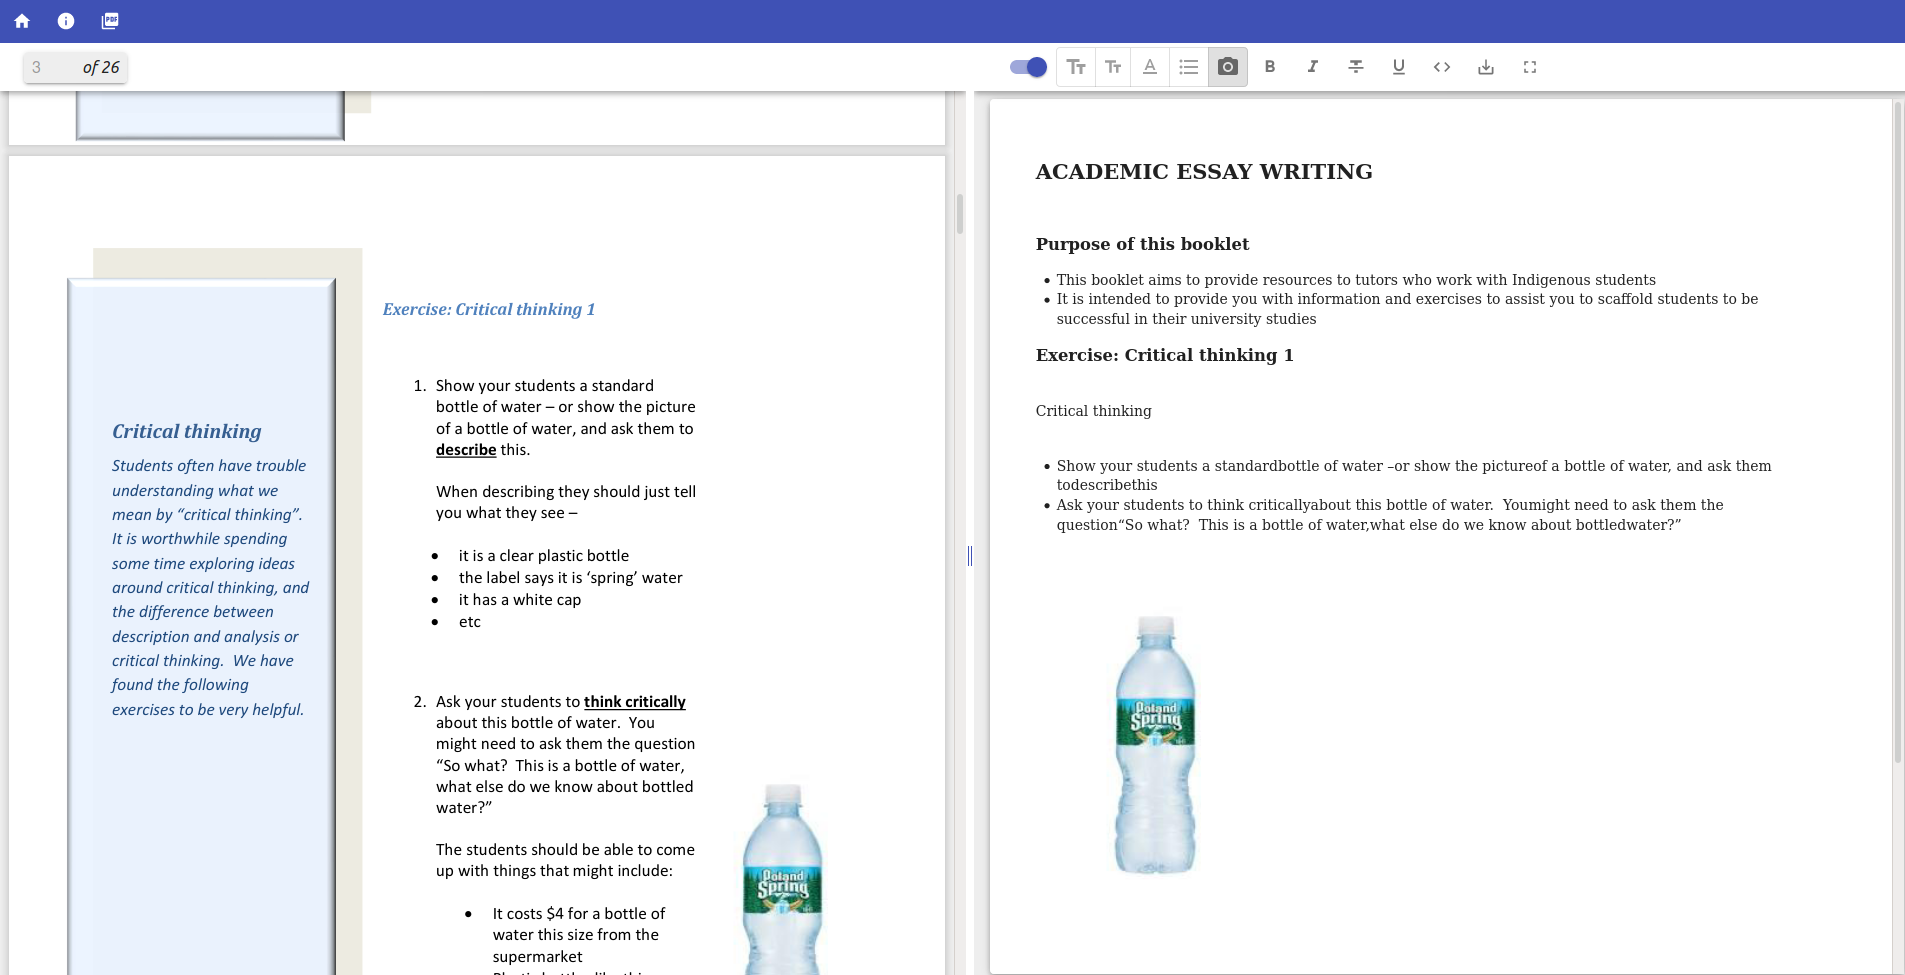 3 of 26
Exercise: Critical thinking 1
Critical thinking
Students often have trouble
understanding what we
mean by “critical thinking”.
It is worthwhile spending
some time exploring ideas
around critical thinking, and
the difference between
description and analysis or
critical thinking.  We have
found the following
exercises to be very helpful.
1. Show your students a standard
bottle of water – or show the picture
of a bottle of water, and ask them to
describe this.
When describing they should just tell
you what they see –
• it is a clear plastic bottle
• the label says it is ‘spring’ water
• it has a white cap
• etc
2. Ask your students to think critically
about this bottle of water.  You
might need to ask them the question
“So what?  This is a bottle of water,
what else do we know about bottled
water?”
The students should be able to come
up with things that might include:
• It costs $4 for a bottle of
water this size from the
supermarket
Poland
Spring
ACADEMIC ESSAY WRITING
Purpose of this booklet
• This booklet aims to provide resources to tutors who work with Indigenous students
• It is intended to provide you with information and exercises to assist you to scaffold students to be
successful in their university studies
Exercise: Critical thinking 1
Critical thinking
• Show your students a standardbottle of water –or show the pictureof a bottle of water, and ask them
todescribethis
• Ask your students to think criticallyabout this bottle of water.  Youmight need to ask them the
question“So what?  This is a bottle of water,what else do we know about bottledwater?”
Poland
Spring